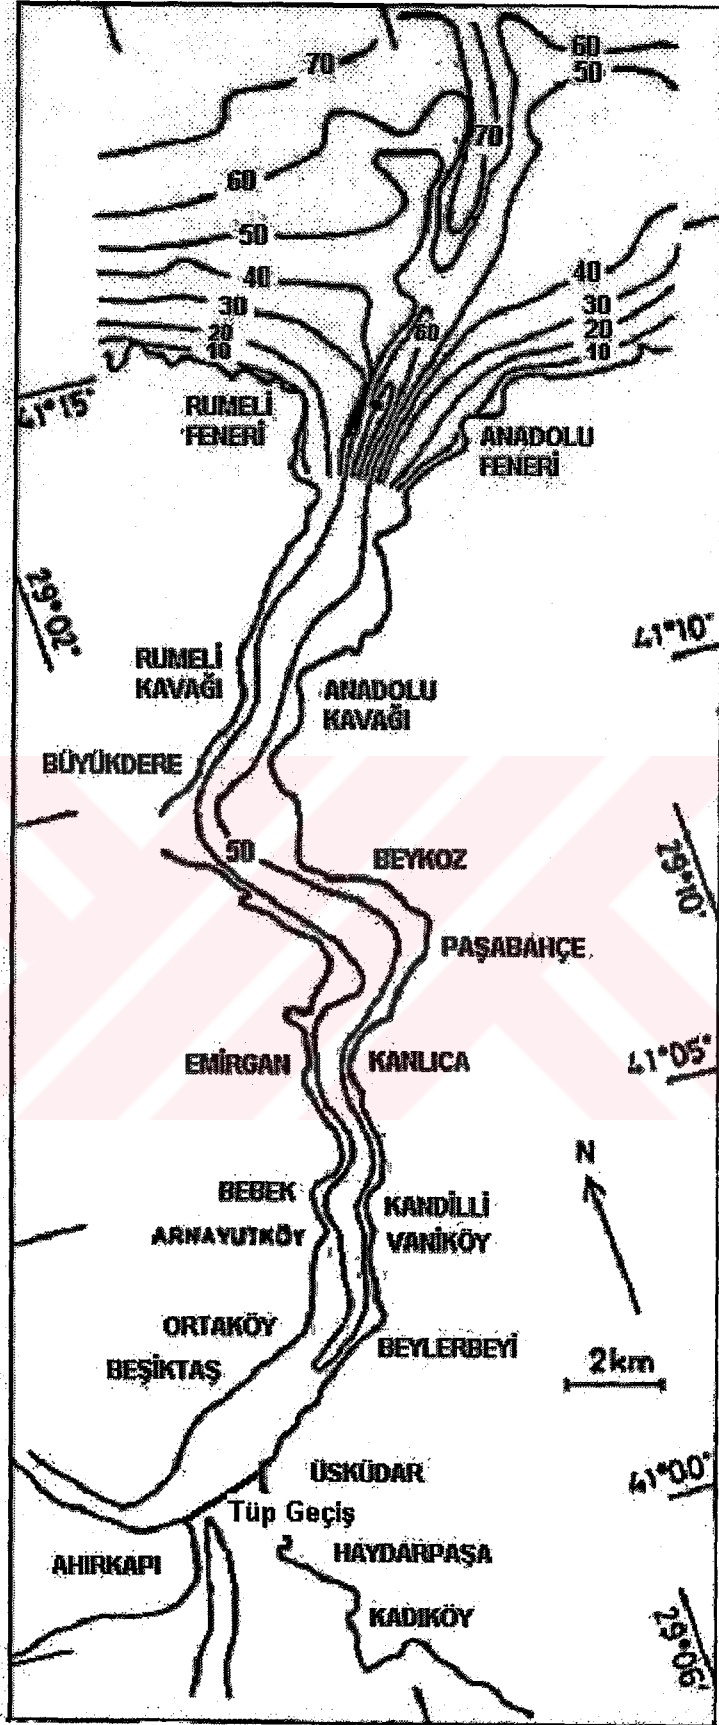 60
70
50
70
60
50
40
40
30
30
20
60
20
10
10
41°15'
RUMELİ
FENERİ
ANADOLU
FENERİ
29°02'
41°10'
RUMELİ
KAVAĞI
ANADOLU
KAVAĞI
BÜYÜKDERE
50
BEYKOZ
29°10'
PAŞABAHÇE
EMİRGAN
KANLICA
41°05'
N
BEBEK
KANDİLLİ
ARNAYUTKÖY
VANİKÖY
ORTAKÖY
BEYLERBEYİ
BEŞİKTAŞ
2km
ÜSKÜDAR
41°00'
Tüp Geçiş
AHIRKAPI
HAYDARPAŞA
KADIKÖY
29°06'